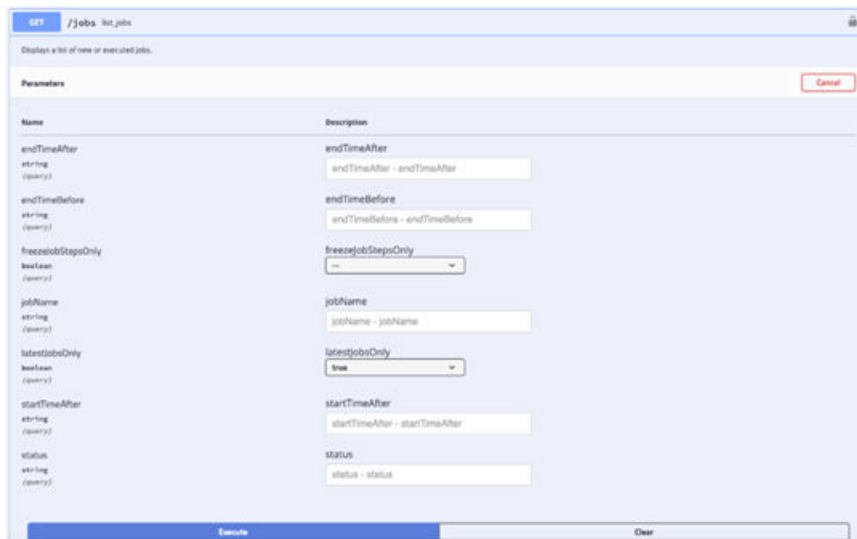 GET /jobs list_jobs
Displays a list of new or executed jobs.
Parameters Cancel
Name Description
endTimeAfter endTimeAfter
string
(query)
endTimeAfter - endTimeAfter
endTimeBefore endTimeBefore
string
(query)
endTimeBefore - endTimeBefore
freezeJobStepsOnly freezeJobStepsOnly
boolean
(query)
--
jobName jobName
string
(query)
jobName - jobName
latestJobsOnly latestJobsOnly
boolean
(query)
true
startTimeAfter startTimeAfter
string
(query)
startTimeAfter - startTimeAfter
status status
string
(query)
status - status
Execute Clear